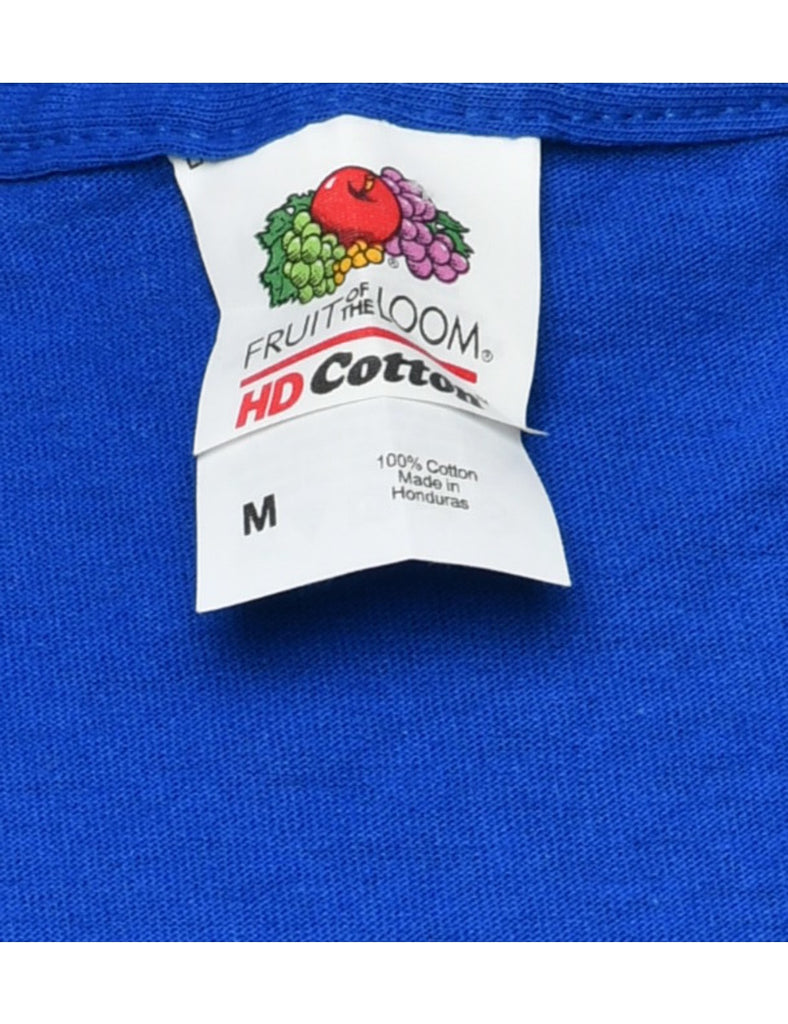 FRUIT OF THE LOOM®
HD Cotton™
100% Cotton
Made in
Honduras
M